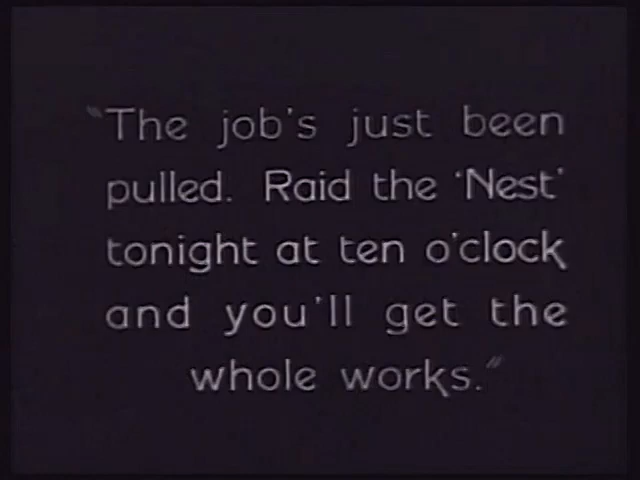 "The job's just been
pulled. Raid the 'Nest'
tonight at ten o'clock
and you'll get the
whole works."